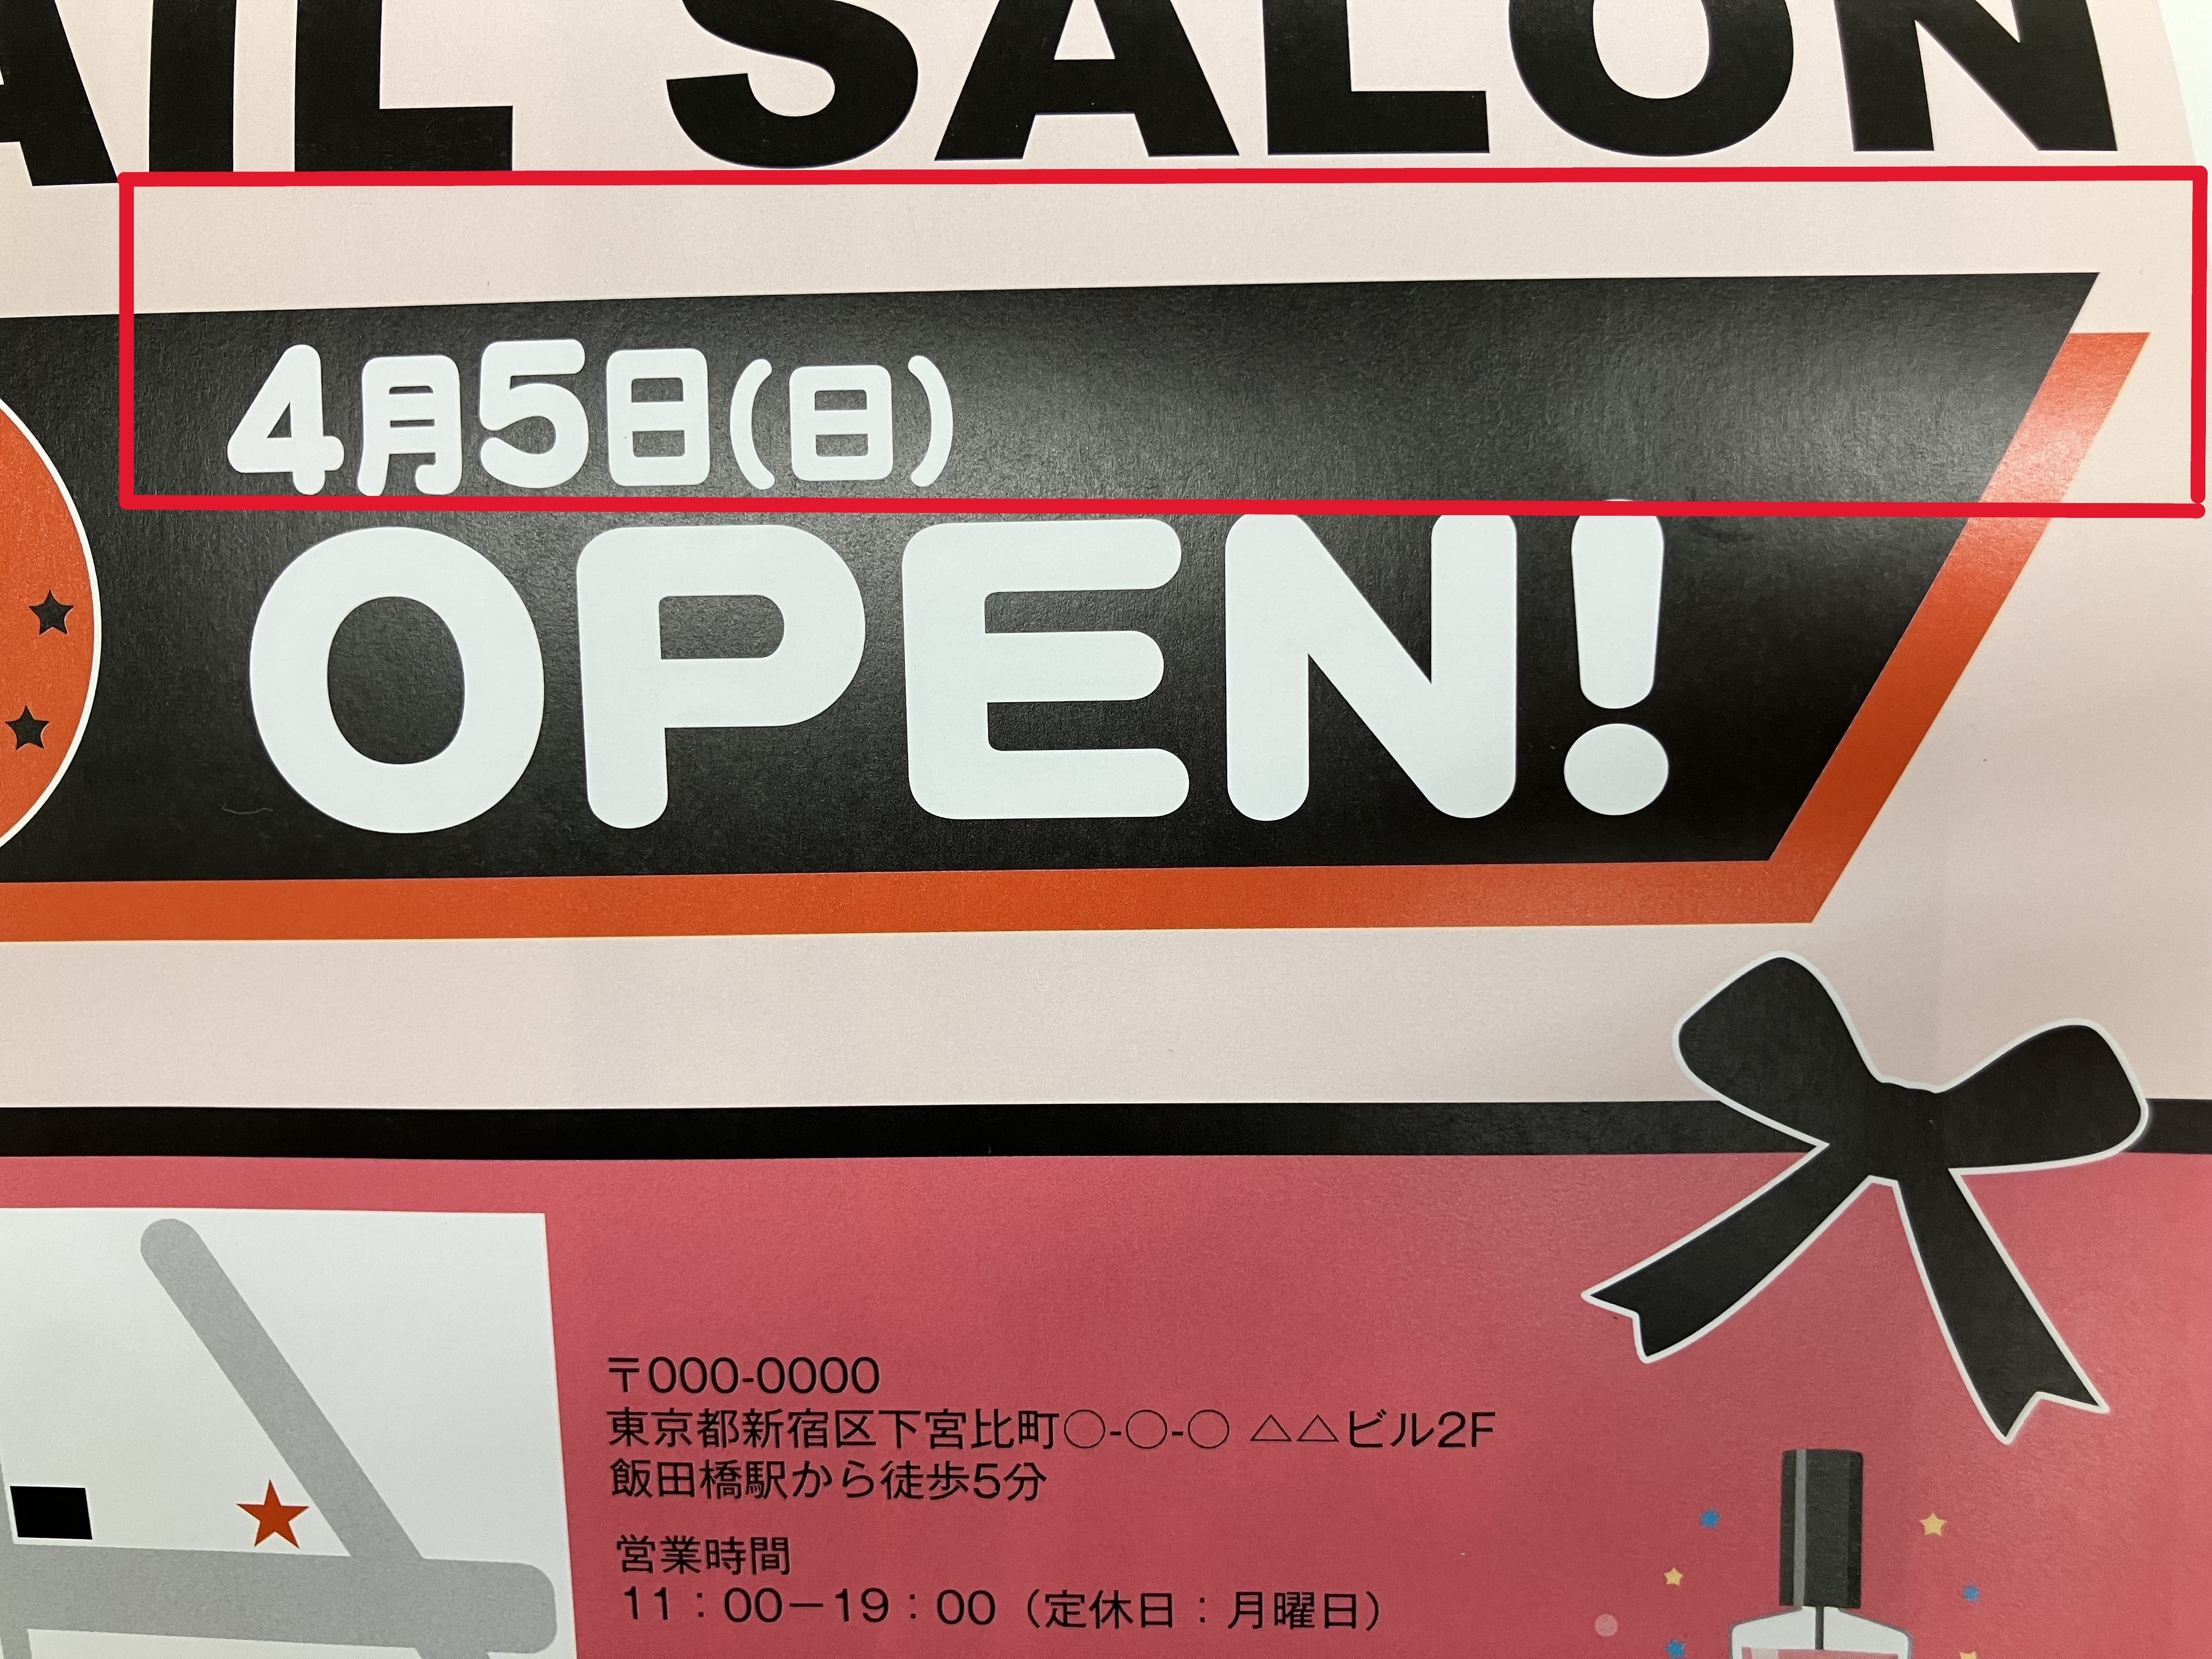 AIL SALON
4月5日(日)
OPEN!
〒000-0000
東京都新宿区下宮比町○-○-○ △△ビル2F
飯田橋駅から徒歩5分
営業時間
11：00－19：00（定休日：月曜日）